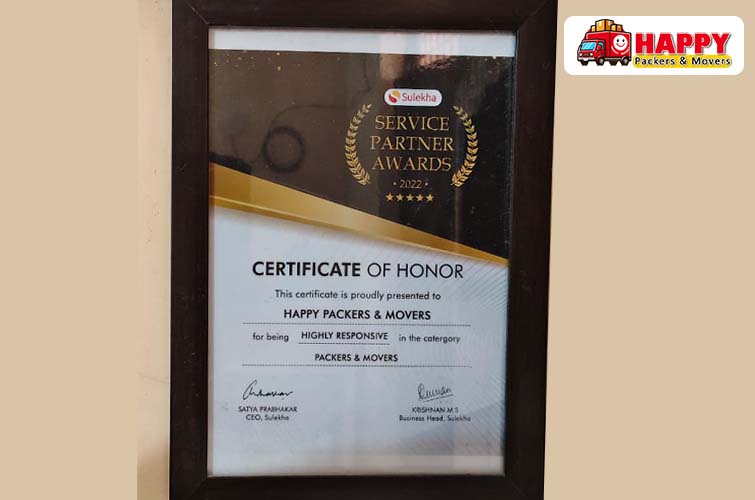 HAPPY
Packers & Movers
Sulekha
SERVICE
PARTNER
AWARDS
• 2022 •
CERTIFICATE OF HONOR
This certificate is proudly presented to
HAPPY PACKERS & MOVERS
for being HIGHLY RESPONSIVE in the catergory
PACKERS & MOVERS
SATYA PRABHAKAR
CEO, Sulekha
KRISHNAN M S
Business Head, Sulekha